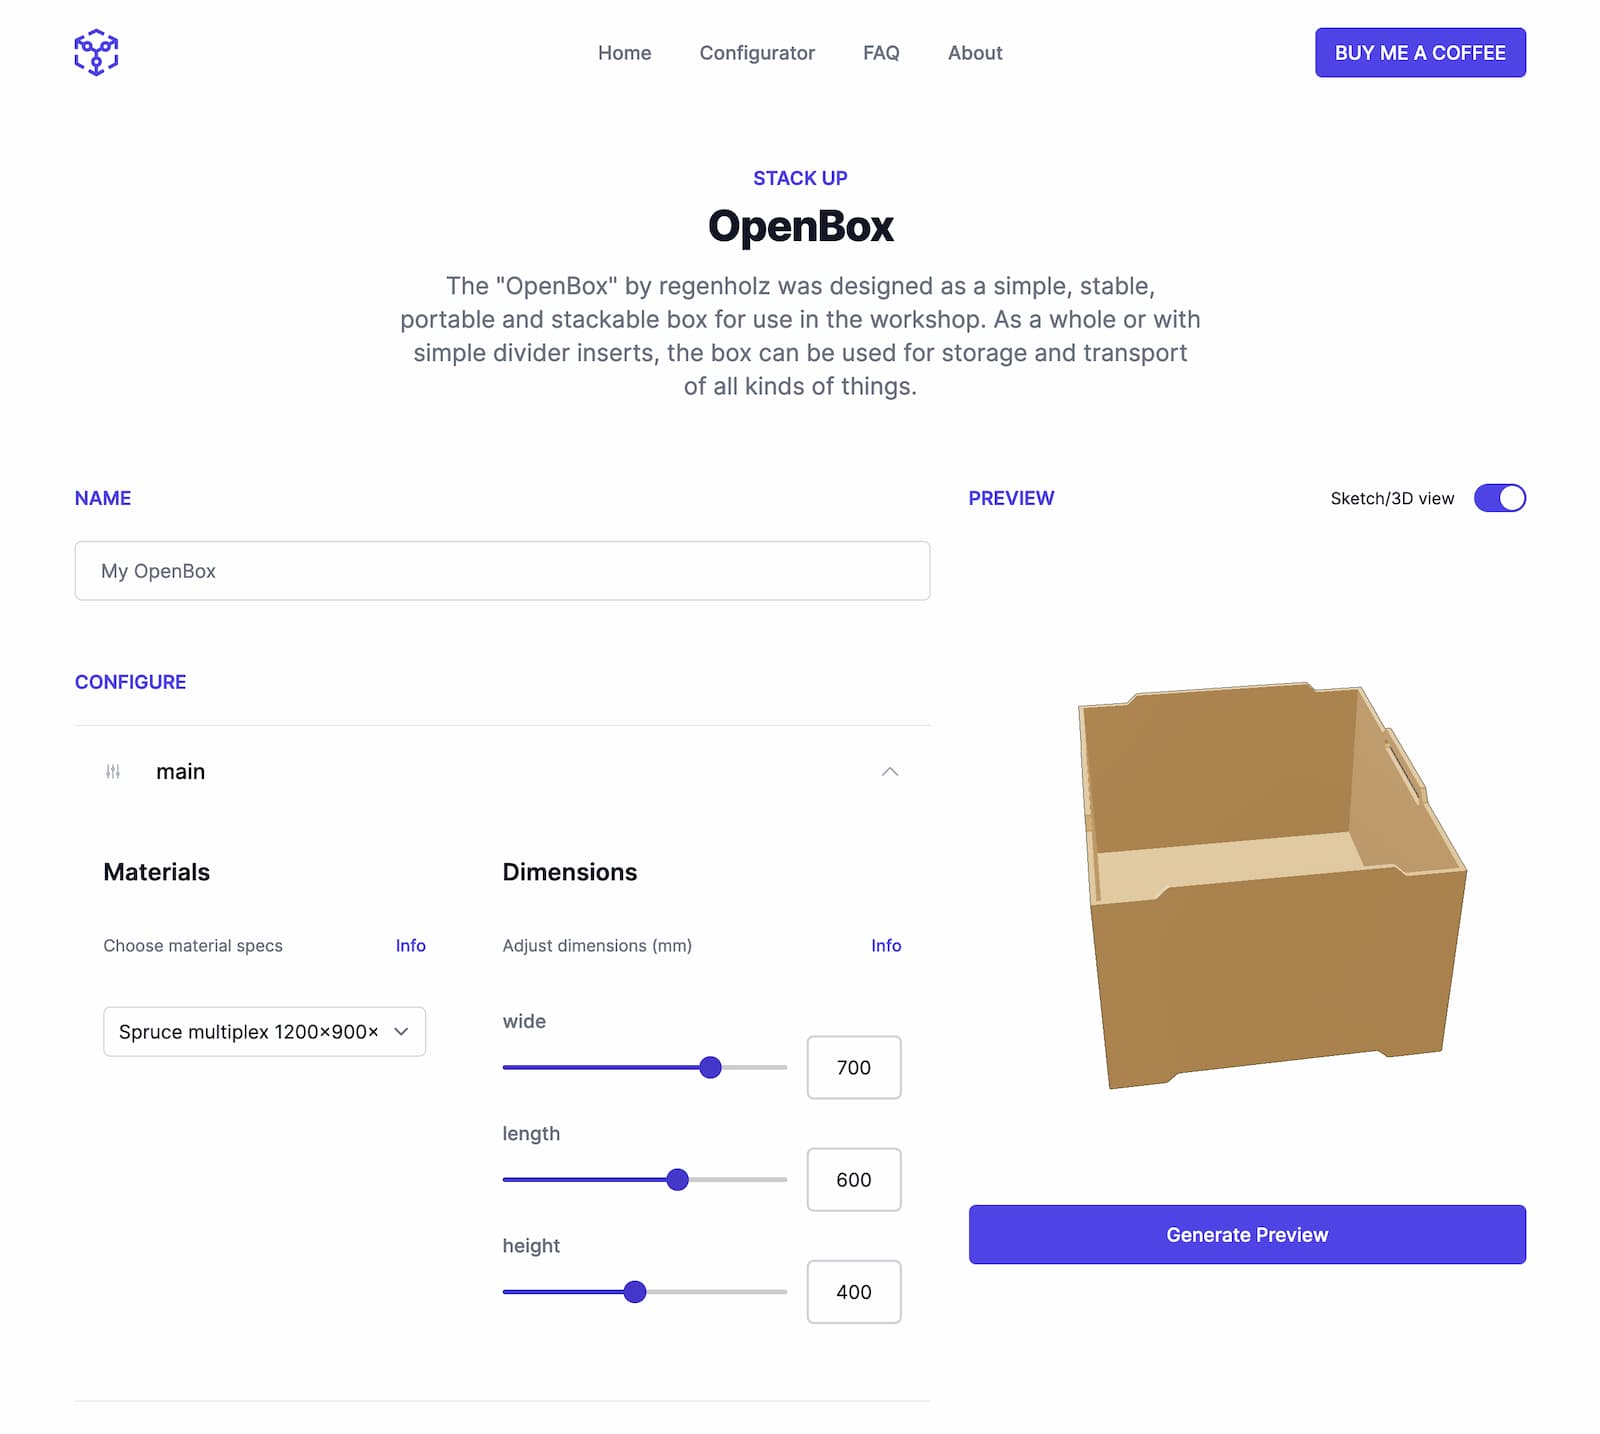 Home
Configurator
FAQ
About
BUY ME A COFFEE
STACK UP
OpenBox
The "OpenBox" by regenholz was designed as a simple, stable,
portable and stackable box for use in the workshop. As a whole or with
simple divider inserts, the box can be used for storage and transport
of all kinds of things.
NAME
My OpenBox
CONFIGURE
main
Materials
Choose material specs
Info
Spruce multiplex 1200×900×
Dimensions
Adjust dimensions (mm)
Info
wide
700
length
600
height
400
PREVIEW
Sketch/3D view
Generate Preview